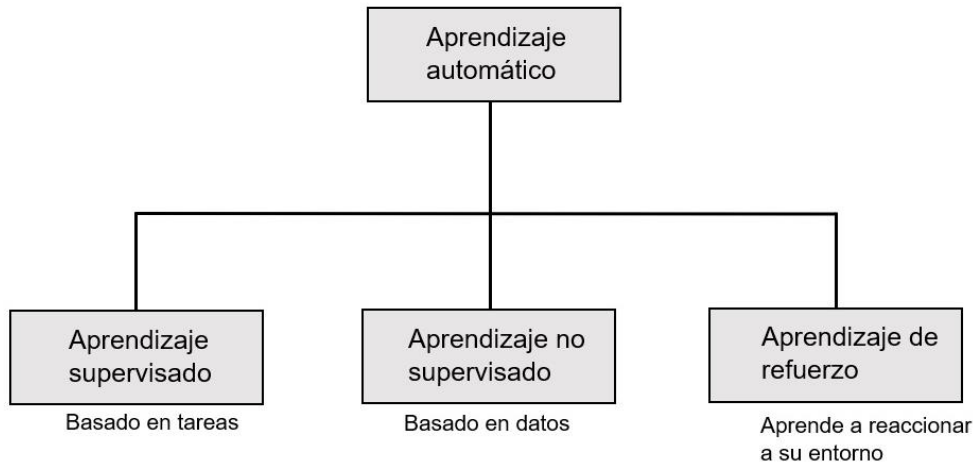 Aprendizaje
automático
Aprendizaje
supervisado
Basado en tareas
Aprendizaje no
supervisado
Basado en datos
Aprendizaje de
refuerzo
Aprende a reaccionar
a su entorno